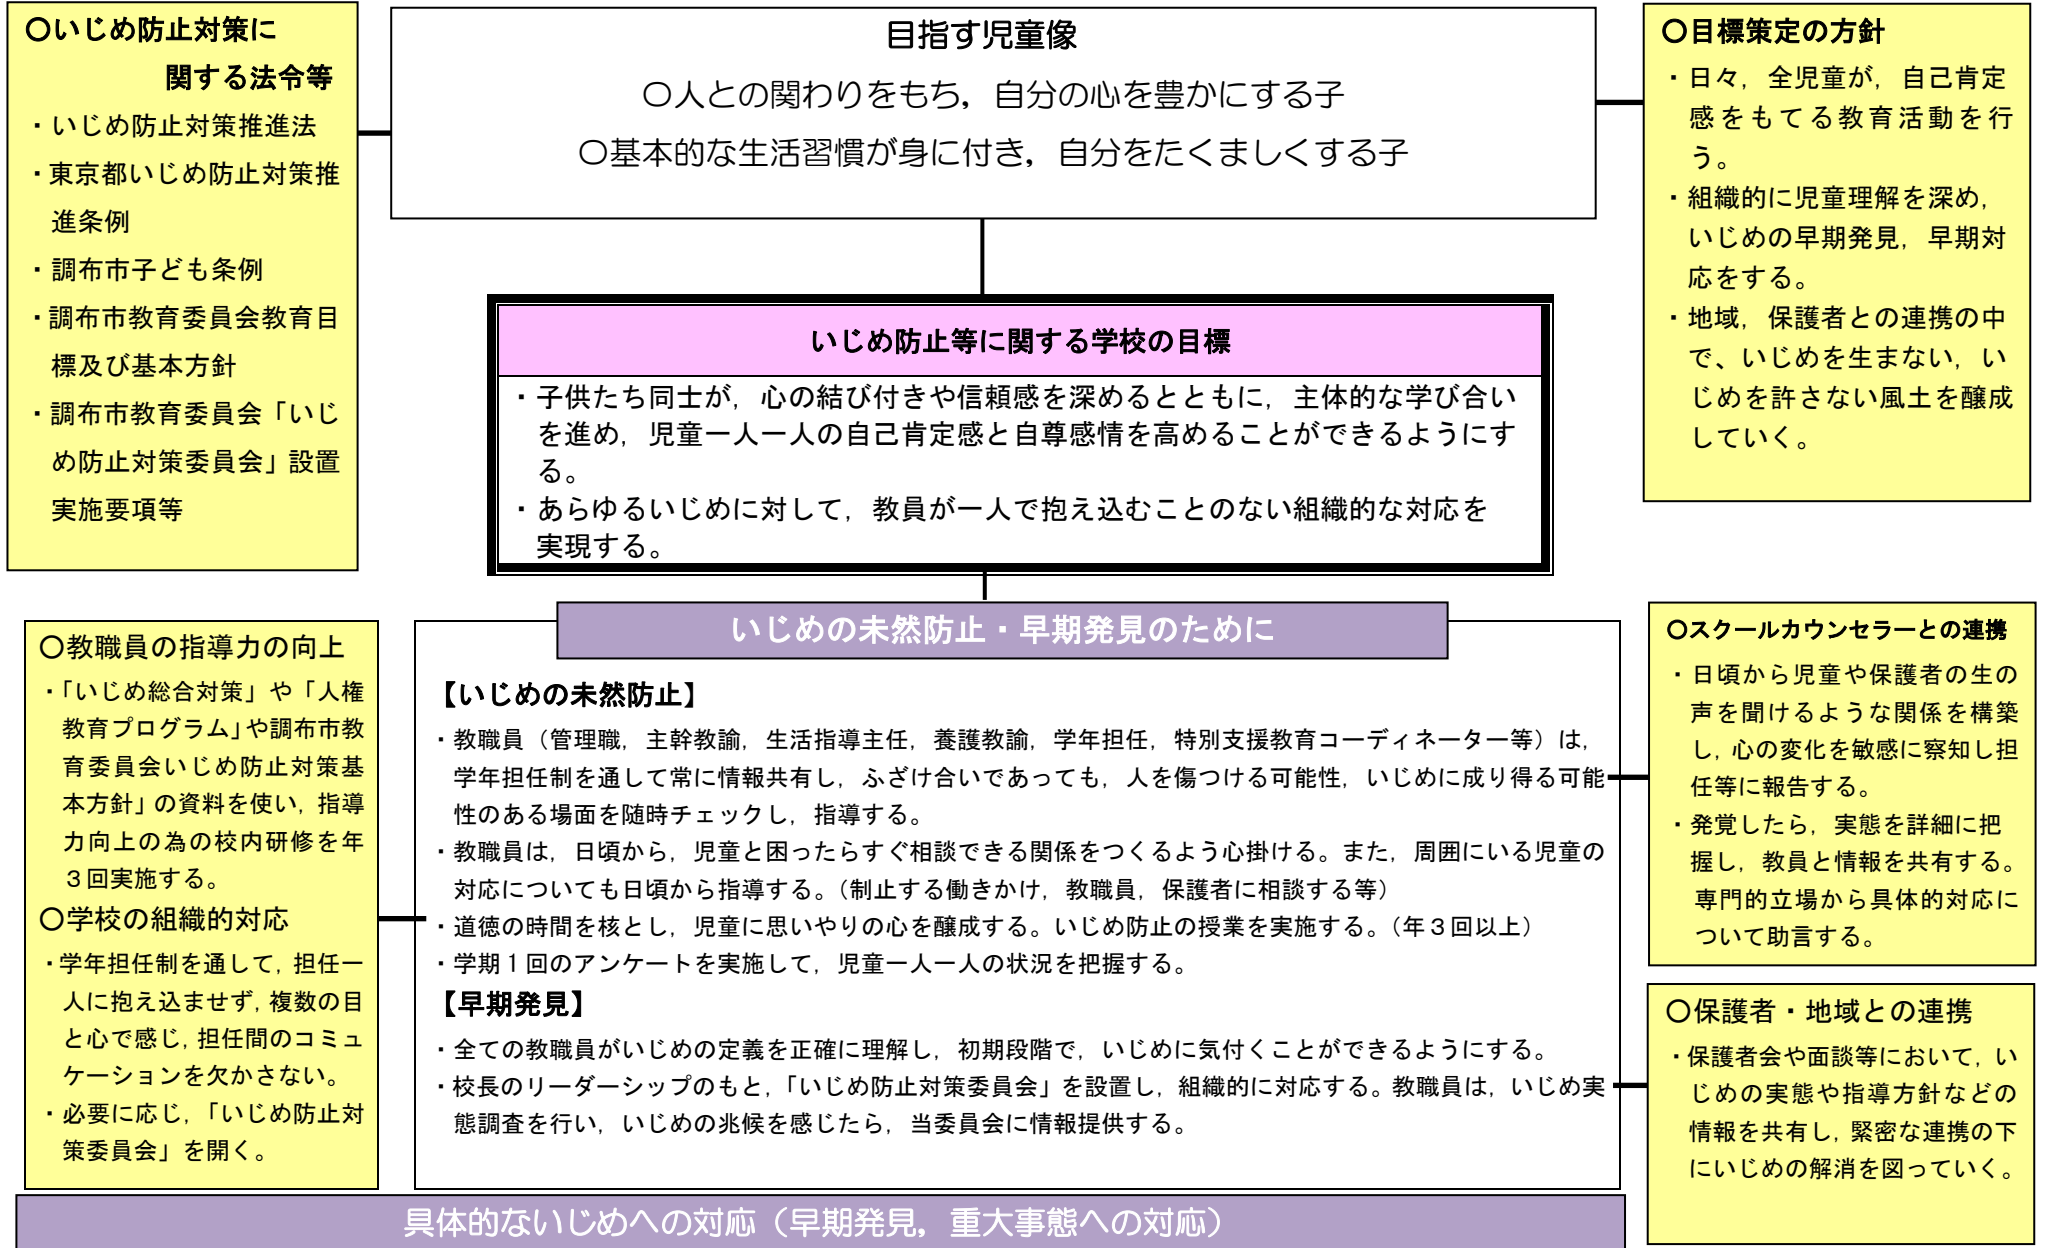 〇いじめ防止対策に
関する法令等
・いじめ防止対策推進法
・東京都いじめ防止対策推
進条例
・調布市子ども条例
・調布市教育委員会教育目
標及び基本方針
・調布市教育委員会「いじ
め防止対策委員会」設置
実施要項等
目指す児童像
〇人との関わりをもち，自分の心を豊かにする子
〇基本的な生活習慣が身に付き，自分をたくましくする子
〇目標策定の方針
・日々，全児童が，自己肯定
感をもてる教育活動を行
う。
・組織的に児童理解を深め，
いじめの早期発見，早期対
応をする。
・地域，保護者との連携の中
で、いじめを生まない，い
じめを許さない風土を醸成
していく。
いじめ防止等に関する学校の目標
・子供たち同士が，心の結び付きや信頼感を深めるとともに，主体的な学び合い
を進め，児童一人一人の自己肯定感と自尊感情を高めることができるようにす
る。
・あらゆるいじめに対して，教員が一人で抱え込むことのない組織的な対応を
実現する。
〇教職員の指導力の向上
・「いじめ総合対策」や「人権
教育プログラム」や調布市教
育委員会いじめ防止対策基
本方針」の資料を使い，指導
力向上の為の校内研修を年
３回実施する。
〇学校の組織的対応
・学年担任制を通して，担任一
人に抱え込ませず，複数の目
と心で感じ，担任間のコミュ
ケーションを欠かさない。
・必要に応じ，「いじめ防止対
策委員会」を開く。
いじめの未然防止・早期発見のために
【いじめの未然防止】
・教職員（管理職，主幹教諭，生活指導主任，養護教諭，学年担任，特別支援教育コーディネーター等）は，
学年担任制を通して常に情報共有し，ふざけ合いであっても，人を傷つける可能性，いじめに成り得る可能
性のある場面を随時チェックし，指導する。
・教職員は，日頃から，児童と困ったらすぐ相談できる関係をつくるよう心掛ける。また，周囲にいる児童の
対応についても日頃から指導する。（制止する働きかけ，教職員，保護者に相談する等）
・道徳の時間を核とし，児童に思いやりの心を醸成する。いじめ防止の授業を実施する。（年３回以上）
・学期１回のアンケートを実施して，児童一人一人の状況を把握する。
【早期発見】
・全ての教職員がいじめの定義を正確に理解し，初期段階で，いじめに気付くことができるようにする。
・校長のリーダーシップのもと，「いじめ防止対策委員会」を設置し，組織的に対応する。教職員は，いじめ実
態調査を行い，いじめの兆候を感じたら，当委員会に情報提供する。
〇スクールカウンセラーとの連携
・日頃から児童や保護者の生の
声を聞けるような関係を構築
し，心の変化を敏感に察知し担
任等に報告する。
・発覚したら，実態を詳細に把
握し，教員と情報を共有する。
専門的立場から具体的対応に
ついて助言する。
〇保護者・地域との連携
・保護者会や面談等において，い
じめの実態や指導方針などの
情報を共有し，緊密な連携の下
にいじめの解消を図っていく。
具体的ないじめへの対応（早期発見，重大事態への対応）